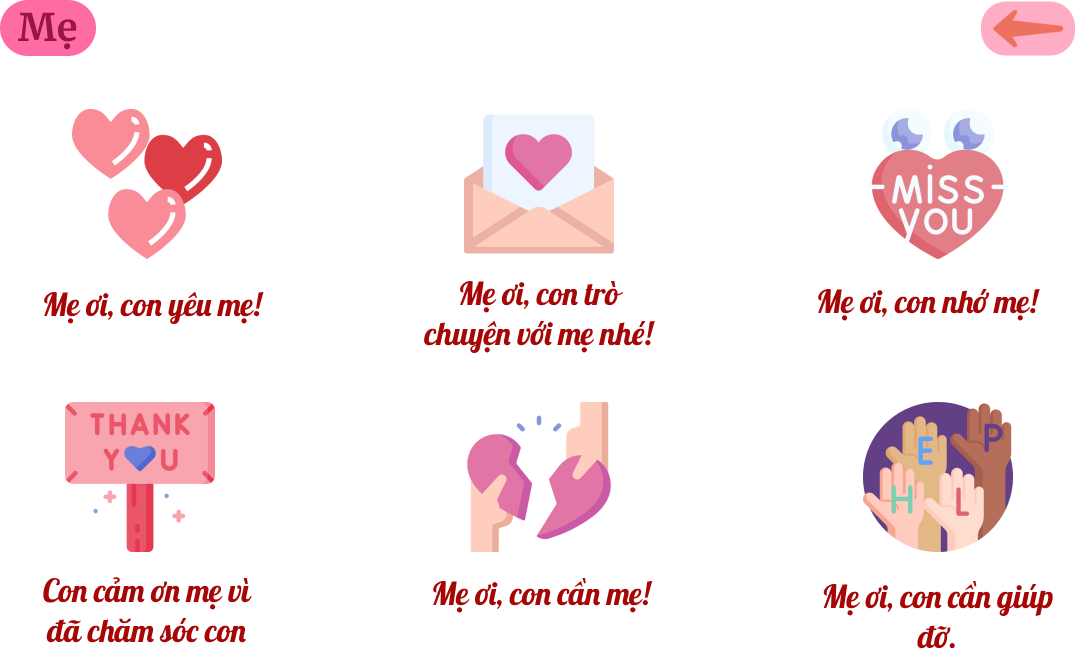 Mẹ
MiSS
YOU
Mẹ ơi, con yêu mẹ!
Mẹ ơi, con trò
chuyện với mẹ nhé!
Mẹ ơi, con nhớ mẹ!
THANK
Y U
E P
H L
Con cảm ơn mẹ vì
đã chăm sóc con
Mẹ ơi, con cần mẹ!
Mẹ ơi, con cần giúp
đỡ.